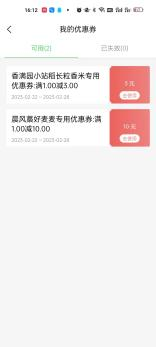 16:12
我的优惠券
可用(2)
已失效(0)
香满园小站稻长粒香米专用
优惠券:满1.00减3.00
2025-02-22 ~ 2025-02-28
5 元
去使用
晨风晨好麦麦专用优惠券:满
1.00减10.00
2025-02-22 ~ 2025-02-28
10 元
去使用